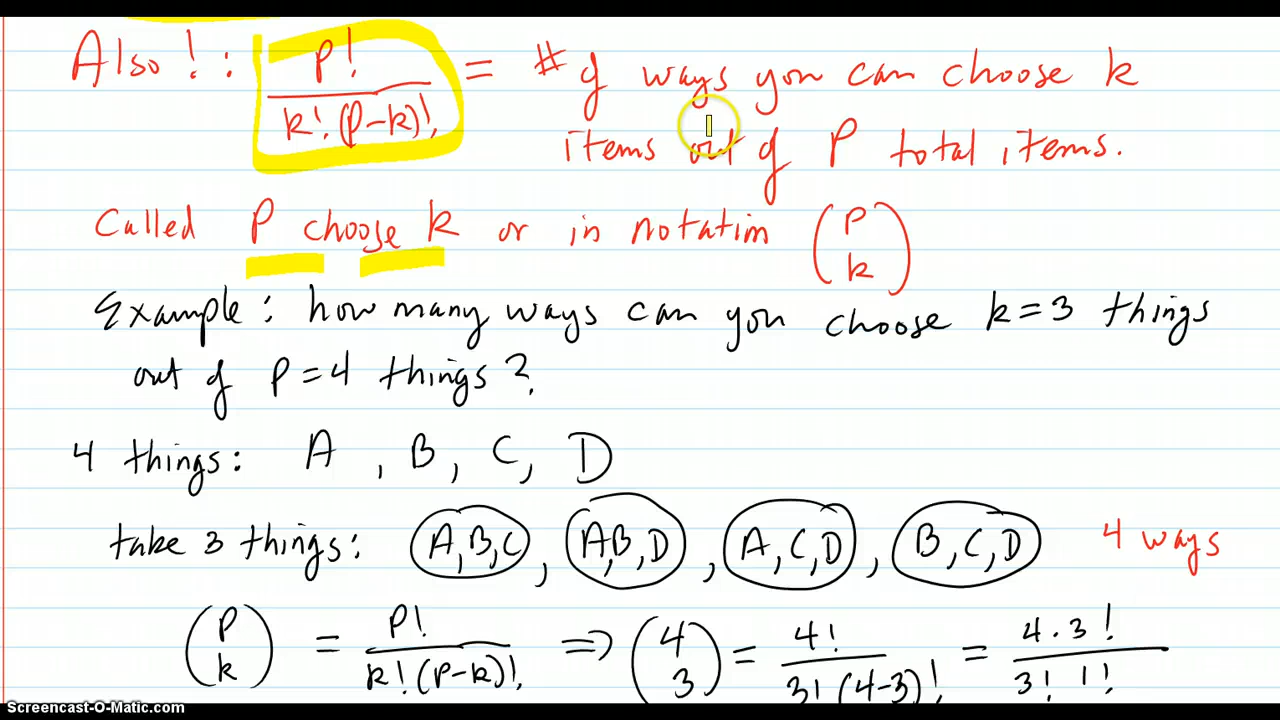 Also! : P! / k!(P-k)! = # of ways you can choose k
items out of P total items.
Called P choose k or in notation (P k)
Example: how many ways can you choose k=3 things
out of P=4 things?
4 things: A, B, C, D
take 3 things: A,B,C, A,B,D, A,C,D, B,C,D 4 ways
(P k) = P! / k!(P-k)! => (4 3) = 4! / 3!(4-3)! = 4·3! / 3! 1!
Screencast-O-Matic.com